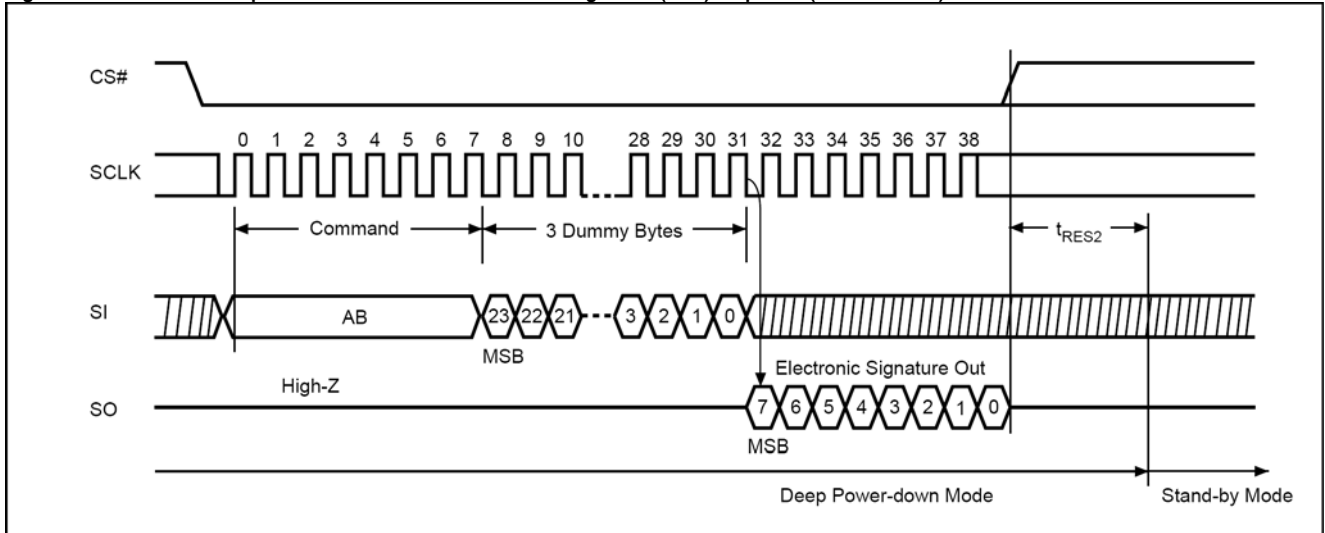 CS#
0 1 2 3 4 5 6 7 8 9 10 28 29 30 31 32 33 34 35 36 37 38
SCLK
Command 3 Dummy Bytes tRES2
SI AB 23 22 21 3 2 1 0
MSB
Electronic Signature Out
High-Z
SO 7 6 5 4 3 2 1 0
MSB
Deep Power-down Mode Stand-by Mode